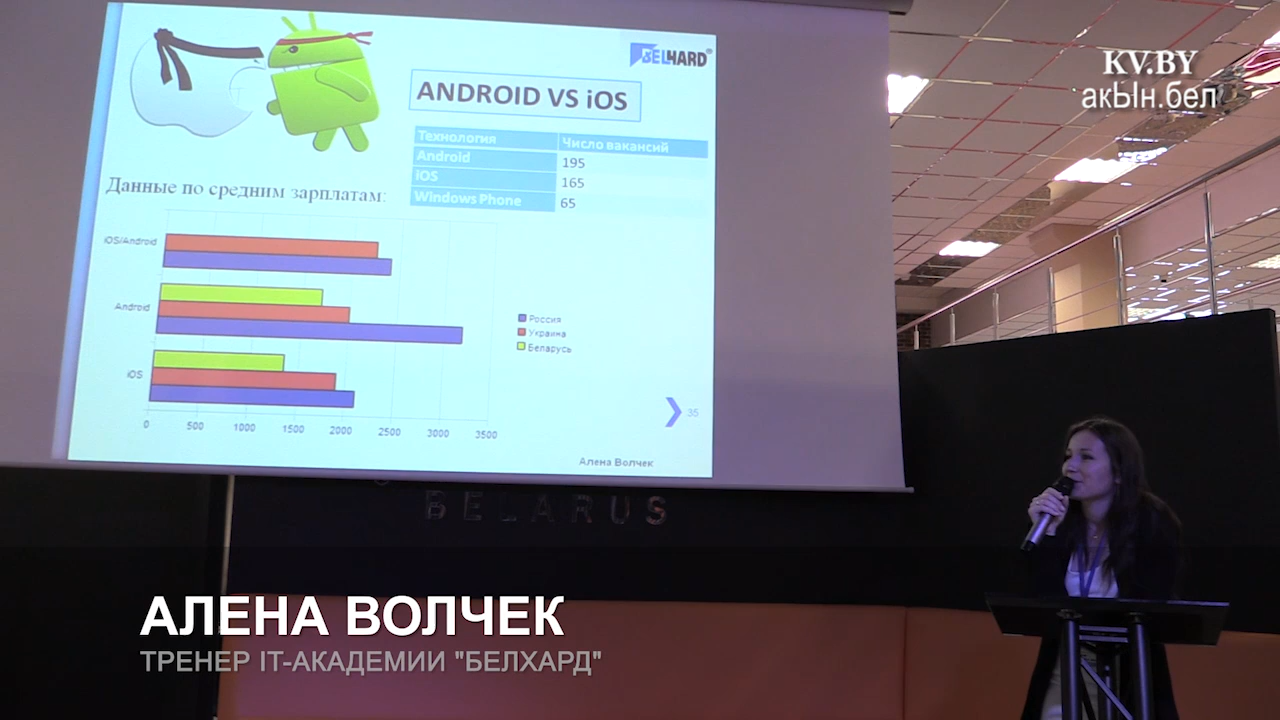 BELHARD®
KV.BY
акЫн.бел
ANDROID VS iOS
Технология Число вакансий
Android 195
iOS 165
Windows Phone 65
Данные по средним зарплатам:
iOS/Android
Android
iOS
Россия
Украина
Беларусь
0 500 1000 1500 2000 2500 3000 3500
35
Алена Волчек
BELARUS
АЛЕНА ВОЛЧЕК
ТРЕНЕР IT-АКАДЕМИИ "БЕЛХАРД"